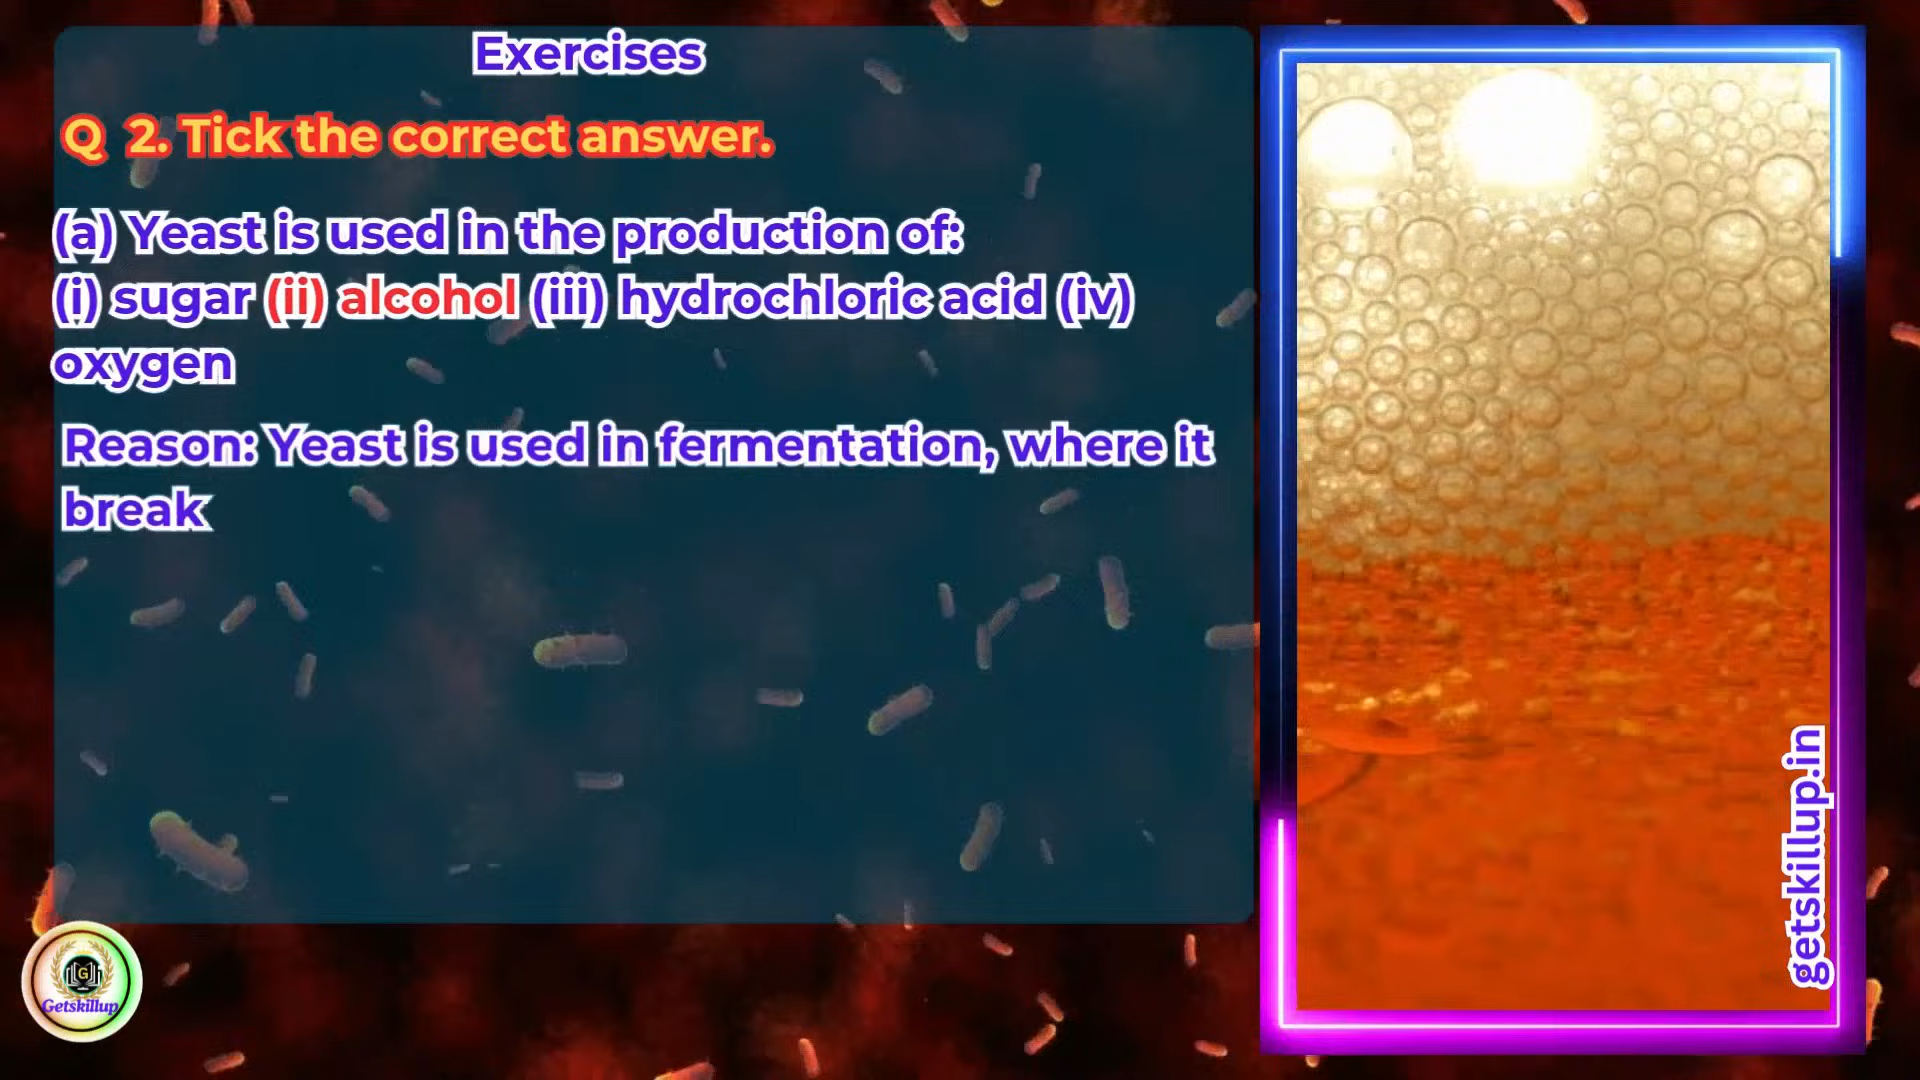 Exercises
Q 2. Tick the correct answer.
(a) Yeast is used in the production of:
(i) sugar (ii) alcohol (iii) hydrochloric acid (iv)
oxygen
Reason: Yeast is used in fermentation, where it
break
getskillup.in
G
Getskillup